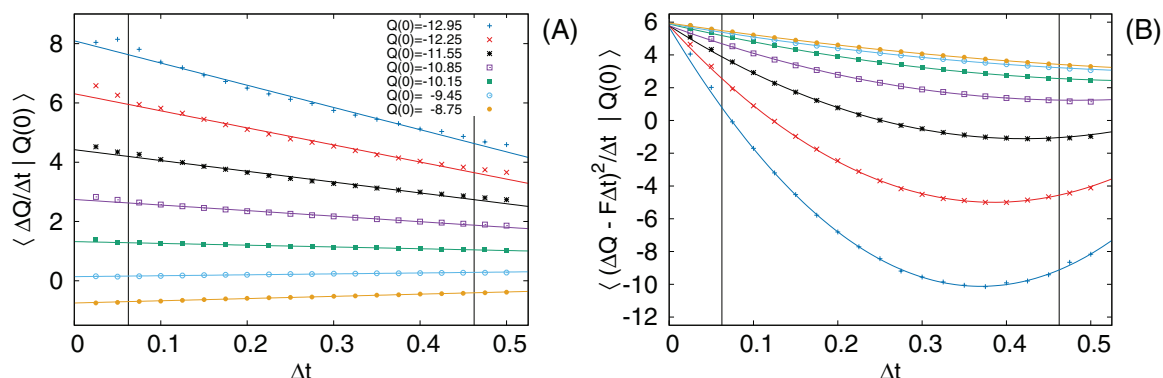 (A)
⟨ ΔQ/Δt | Q(0) ⟩
8
6
4
2
0
Q(0)=-12.95
Q(0)=-12.25
Q(0)=-11.55
Q(0)=-10.85
Q(0)=-10.15
Q(0)= -9.45
Q(0)= -8.75
0 0.1 0.2 0.3 0.4 0.5
Δt
(B)
⟨ (ΔQ - FΔt)²/Δt | Q(0) ⟩
6
4
2
0
-2
-4
-6
-8
-10
-12
0 0.1 0.2 0.3 0.4 0.5
Δt